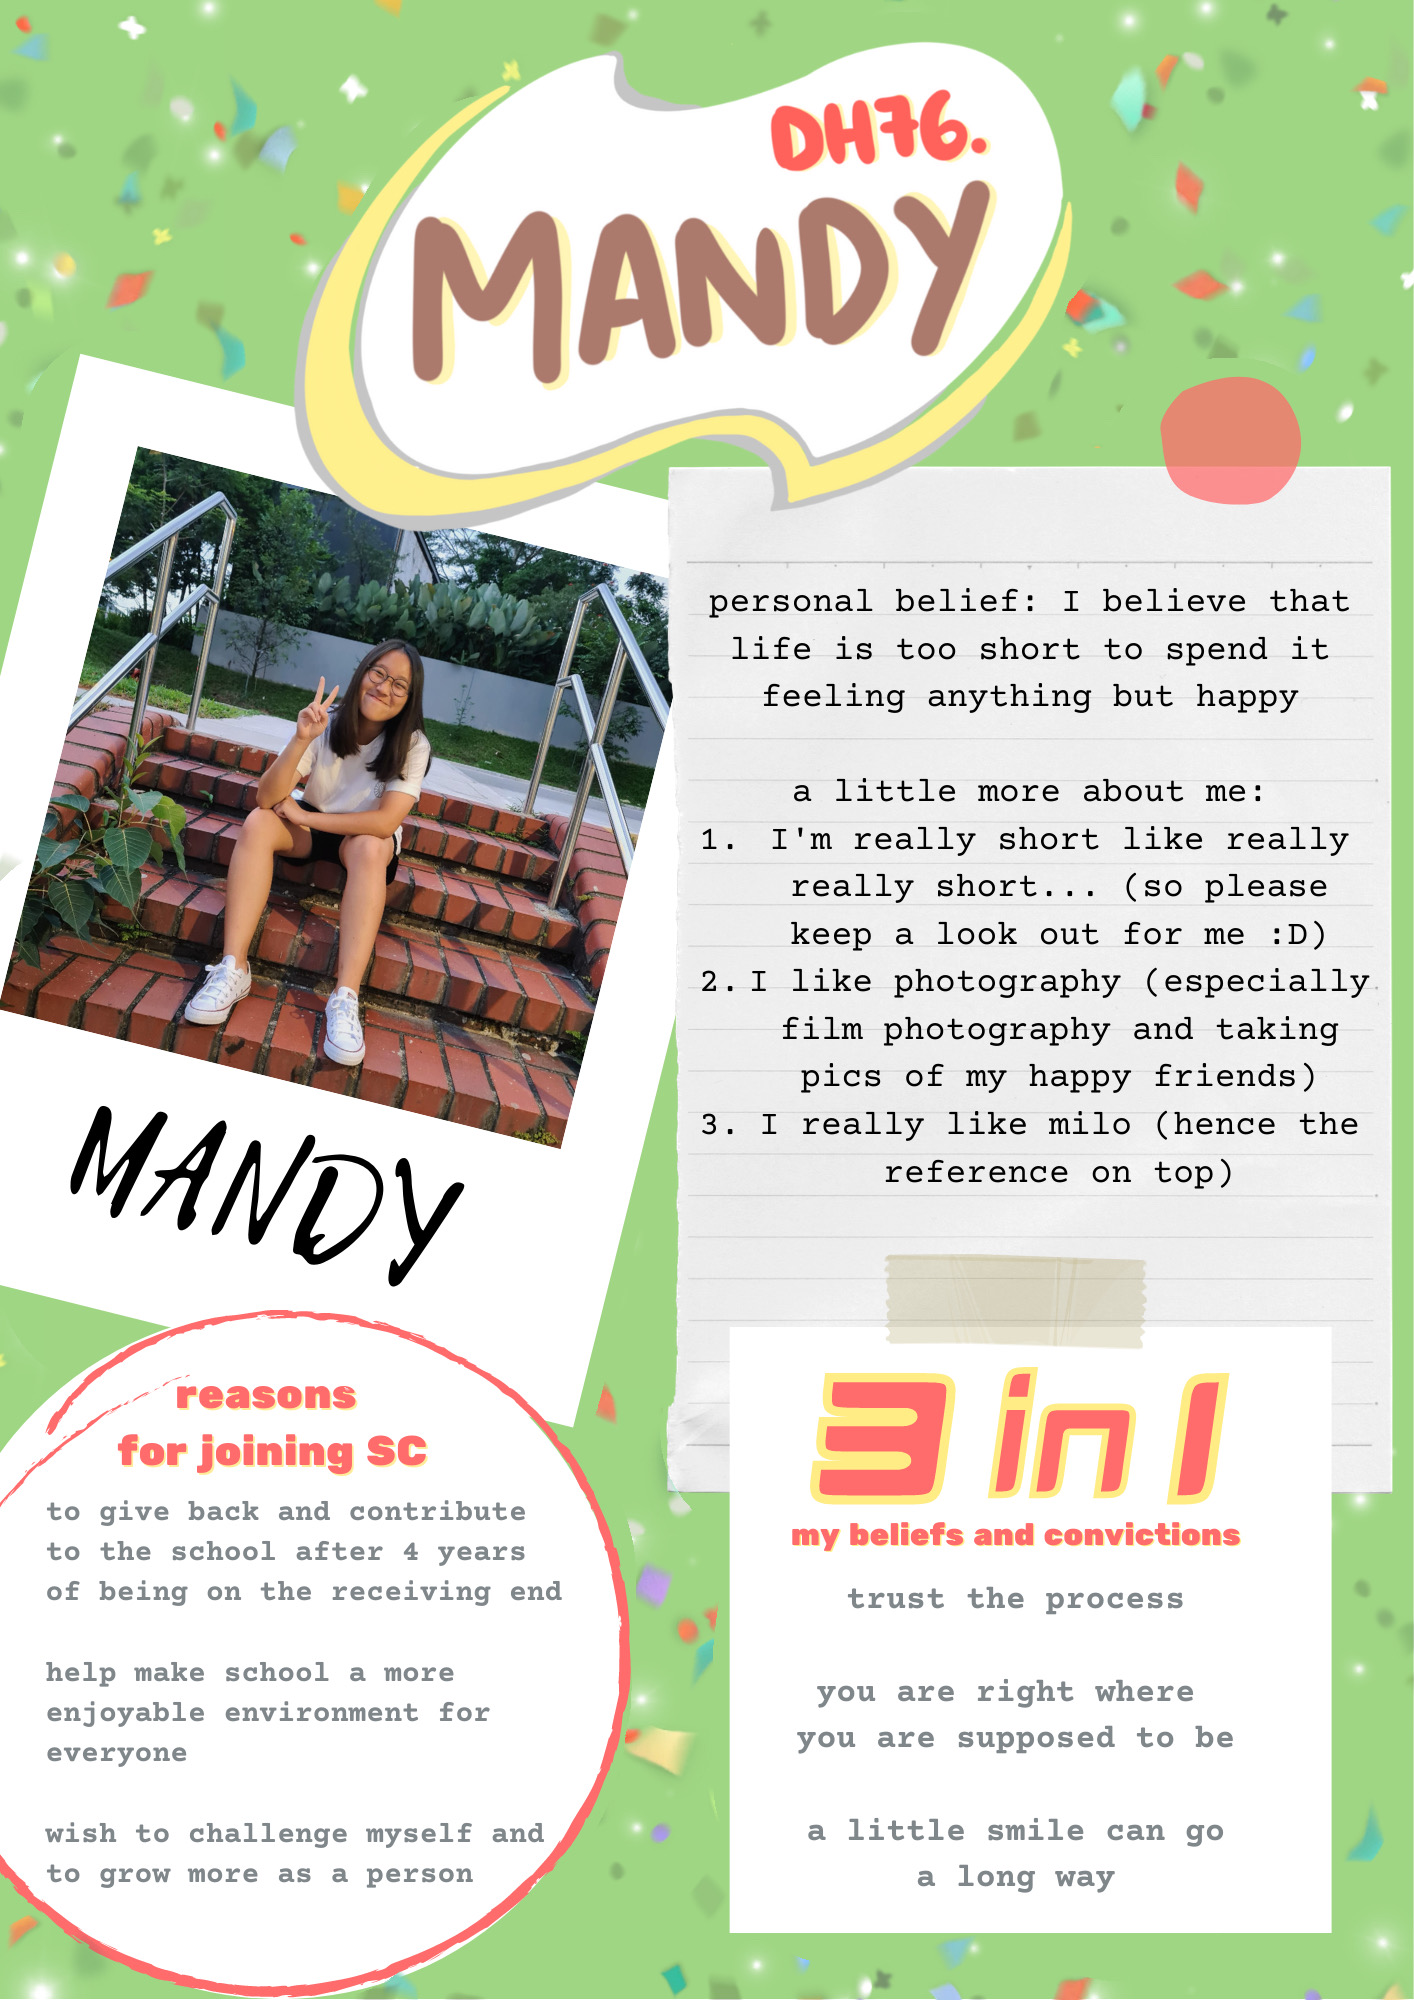 DH76.
MANDY
personal belief: I believe that
life is too short to spend it
feeling anything but happy
a little more about me:
1. I'm really short like really
really short... (so please
keep a look out for me :D)
2. I like photography (especially
film photography and taking
pics of my happy friends)
3. I really like milo (hence the
reference on top)
MANDY
reasons
for joining SC
to give back and contribute
to the school after 4 years
of being on the receiving end
help make school a more
enjoyable environment for
everyone
wish to challenge myself and
to grow more as a person
3 in 1
my beliefs and convictions
trust the process
you are right where
you are supposed to be
a little smile can go
a long way